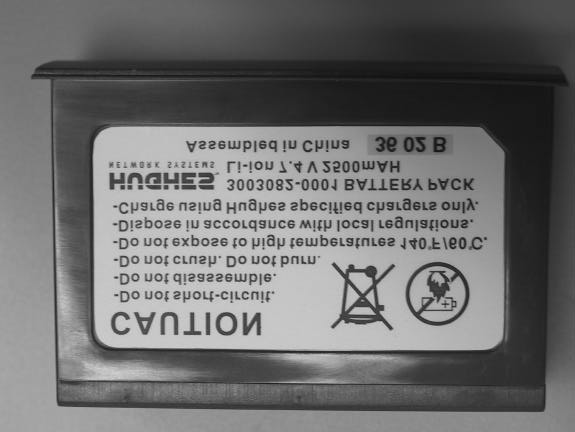 CAUTION
-Do not short-circuit.
-Do not disassemble.
-Do not crush. Do not burn.
-Do not expose to high temperatures 140°F/60°C.
-Dispose in accordance with local regulations.
-Charge using Hughes specified chargers only.
HUGHES™ 3003082-0001 BATTERY PACK
NETWORK SYSTEMS Li-ion 7.4V 2500mAH
Assembled in China 36 02 B